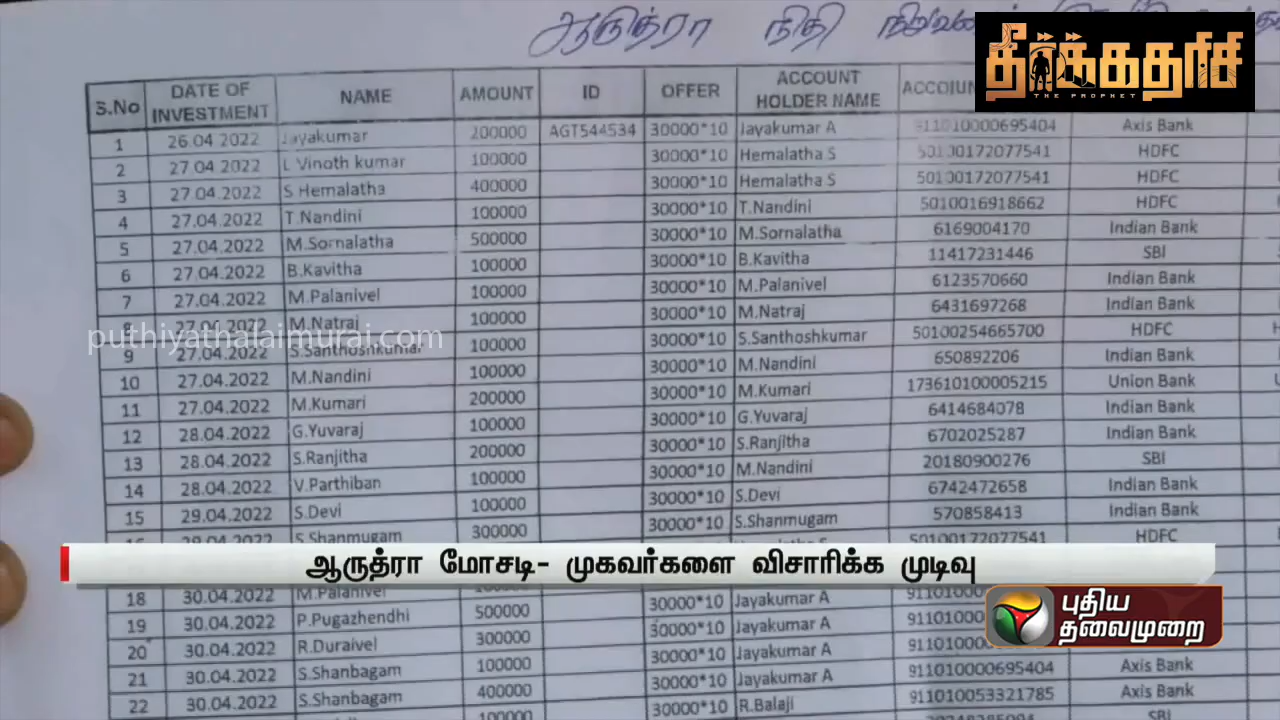 ஆருத்ரா நிதி
தீர்க்கதரிசி
THE PROPHET
S.No DATE OF INVESTMENT NAME AMOUNT ID OFFER ACCOUNT HOLDER NAME
1 26.04.2022 Jayakumar 200000 AGT544534 30000*10 Jayakumar A 911010000695404 Axis Bank
2 27.04.2022 L Vinoth kumar 100000 30000*10 Hemalatha S 50100172077541 HDFC
3 27.04.2022 S Hemalatha 400000 30000*10 Hemalatha S 50100172077541 HDFC
4 27.04.2022 T.Nandini 100000 30000*10 T.Nandini 5010016918662 HDFC
5 27.04.2022 M.Sornalatha 500000 30000*10 M.Sornalatha 6169004170 Indian Bank
6 27.04.2022 B.Kavitha 100000 30000*10 B.Kavitha 11417231446 SBI
7 27.04.2022 M.Palanivel 100000 30000*10 M.Palanivel 6123570660 Indian Bank
8 27.04.2022 M.Natraj 100000 30000*10 M.Natraj 6431697268 Indian Bank
puthiyathalaimurai.com
9 27.04.2022 S.Santhoshkumar 100000 30000*10 S.Santhoshkumar 50100254665700 HDFC
10 27.04.2022 M.Nandini 100000 30000*10 M.Nandini 650892206 Indian Bank
11 27.04.2022 M.Kumari 200000 30000*10 M.Kumari 173610100005215 Union Bank
12 28.04.2022 G.Yuvaraj 100000 30000*10 G.Yuvaraj 6414684078 Indian Bank
13 28.04.2022 S.Ranjitha 200000 30000*10 S.Ranjitha 6702025287 Indian Bank
14 28.04.2022 V.Parthiban 100000 30000*10 M.Nandini 20180900276 SBI
15 29.04.2022 S.Devi 100000 30000*10 S.Devi 6742472658 Indian Bank
16 29.04.2022 S.Shanmugam 300000 30000*10 S.Shanmugam 570858413 Indian Bank
50100172077541 HDFC
ஆருத்ரா மோசடி- முகவர்களை விசாரிக்க முடிவு
18 30.04.2022 M.Palanivel 30000*10 Jayakumar A
19 30.04.2022 P.Pugazhendhi 500000 30000*10 Jayakumar A
20 30.04.2022 R.Duraivel 300000 30000*10 Jayakumar A
21 30.04.2022 S.Shanbagam 100000 30000*10 Jayakumar A 911010000695404 Axis Bank
22 30.04.2022 S.Shanbagam 400000 30000*10 R.Balaji 911010053321785 Axis Bank
100000 SBI
புதிய
தலைமுறை